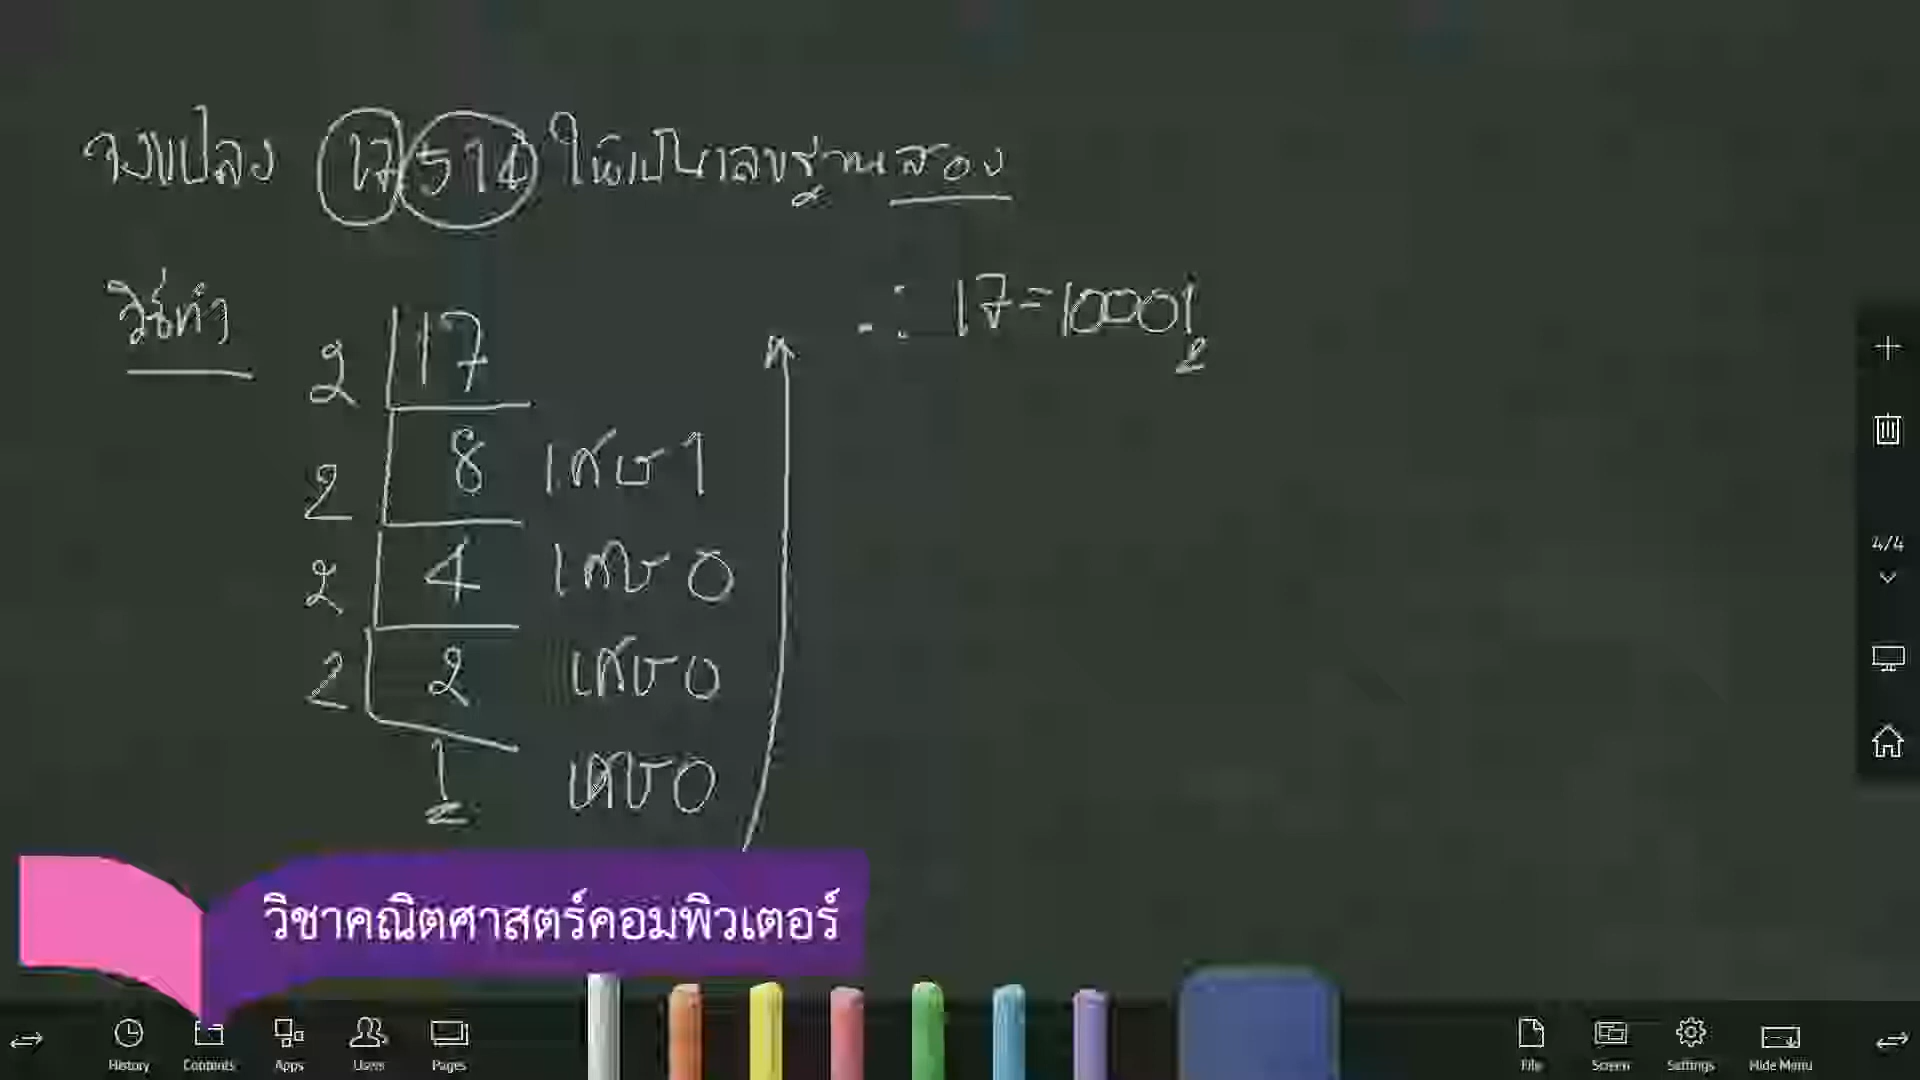 จงแปลง 17.514 ให้เป็นเลขฐานสอง
วิธีทำ
2 17
2 8 เศษ 1
2 4 เศษ 0
2 2 เศษ 0
1 เศษ 0
∴ 17 = 10001₂
4/4
วิชาคณิตศาสตร์คอมพิวเตอร์
History Contents Apps Users Pages File Screen Settings Hide Menu